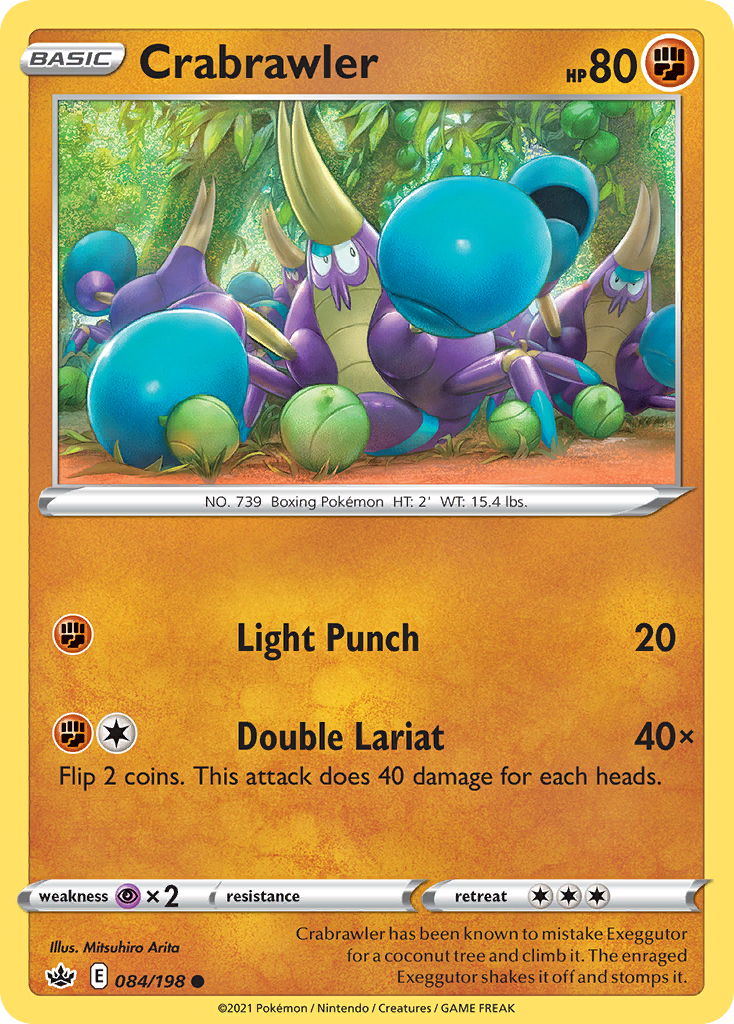 BASIC Crabrawler HP 80
NO. 739 Boxing Pokémon HT: 2' WT: 15.4 lbs.
Light Punch 20
Double Lariat 40×
Flip 2 coins. This attack does 40 damage for each heads.
weakness ×2 resistance retreat
Illus. Mitsuhiro Arita
Crabrawler has been known to mistake Exeggutor
for a coconut tree and climb it. The enraged
Exeggutor shakes it off and stomps it.
E 084/198
©2021 Pokémon / Nintendo / Creatures / GAME FREAK